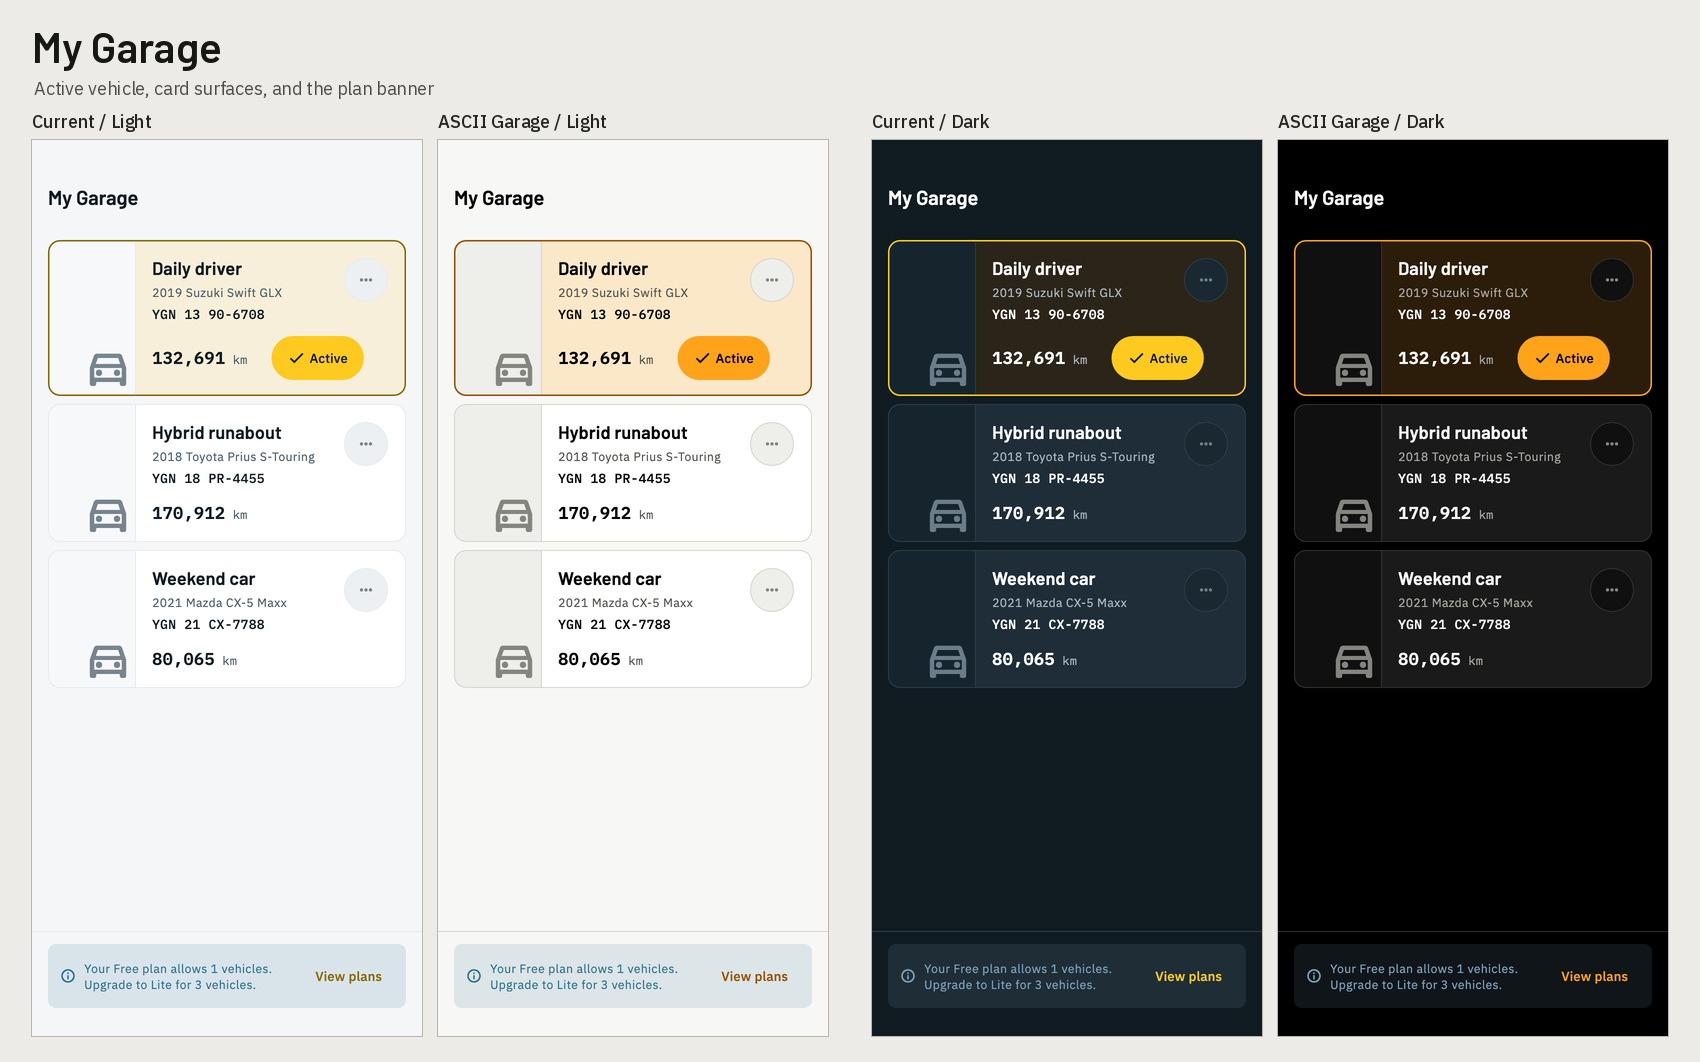 My Garage
Active vehicle, card surfaces, and the plan banner
Current / Light
My Garage
Daily driver
2019 Suzuki Swift GLX
YGN 13 90-6708
132,691 km
Active
Hybrid runabout
2018 Toyota Prius S-Touring
YGN 18 PR-4455
170,912 km
Weekend car
2021 Mazda CX-5 Maxx
YGN 21 CX-7788
80,065 km
Your Free plan allows 1 vehicles.
Upgrade to Lite for 3 vehicles.
View plans
ASCII Garage / Light
My Garage
Daily driver
2019 Suzuki Swift GLX
YGN 13 90-6708
132,691 km
Active
Hybrid runabout
2018 Toyota Prius S-Touring
YGN 18 PR-4455
170,912 km
Weekend car
2021 Mazda CX-5 Maxx
YGN 21 CX-7788
80,065 km
Your Free plan allows 1 vehicles.
Upgrade to Lite for 3 vehicles.
View plans
Current / Dark
My Garage
Daily driver
2019 Suzuki Swift GLX
YGN 13 90-6708
132,691 km
Active
Hybrid runabout
2018 Toyota Prius S-Touring
YGN 18 PR-4455
170,912 km
Weekend car
2021 Mazda CX-5 Maxx
YGN 21 CX-7788
80,065 km
Your Free plan allows 1 vehicles.
Upgrade to Lite for 3 vehicles.
View plans
ASCII Garage / Dark
My Garage
Daily driver
2019 Suzuki Swift GLX
YGN 13 90-6708
132,691 km
Active
Hybrid runabout
2018 Toyota Prius S-Touring
YGN 18 PR-4455
170,912 km
Weekend car
2021 Mazda CX-5 Maxx
YGN 21 CX-7788
80,065 km
Your Free plan allows 1 vehicles.
Upgrade to Lite for 3 vehicles.
View plans